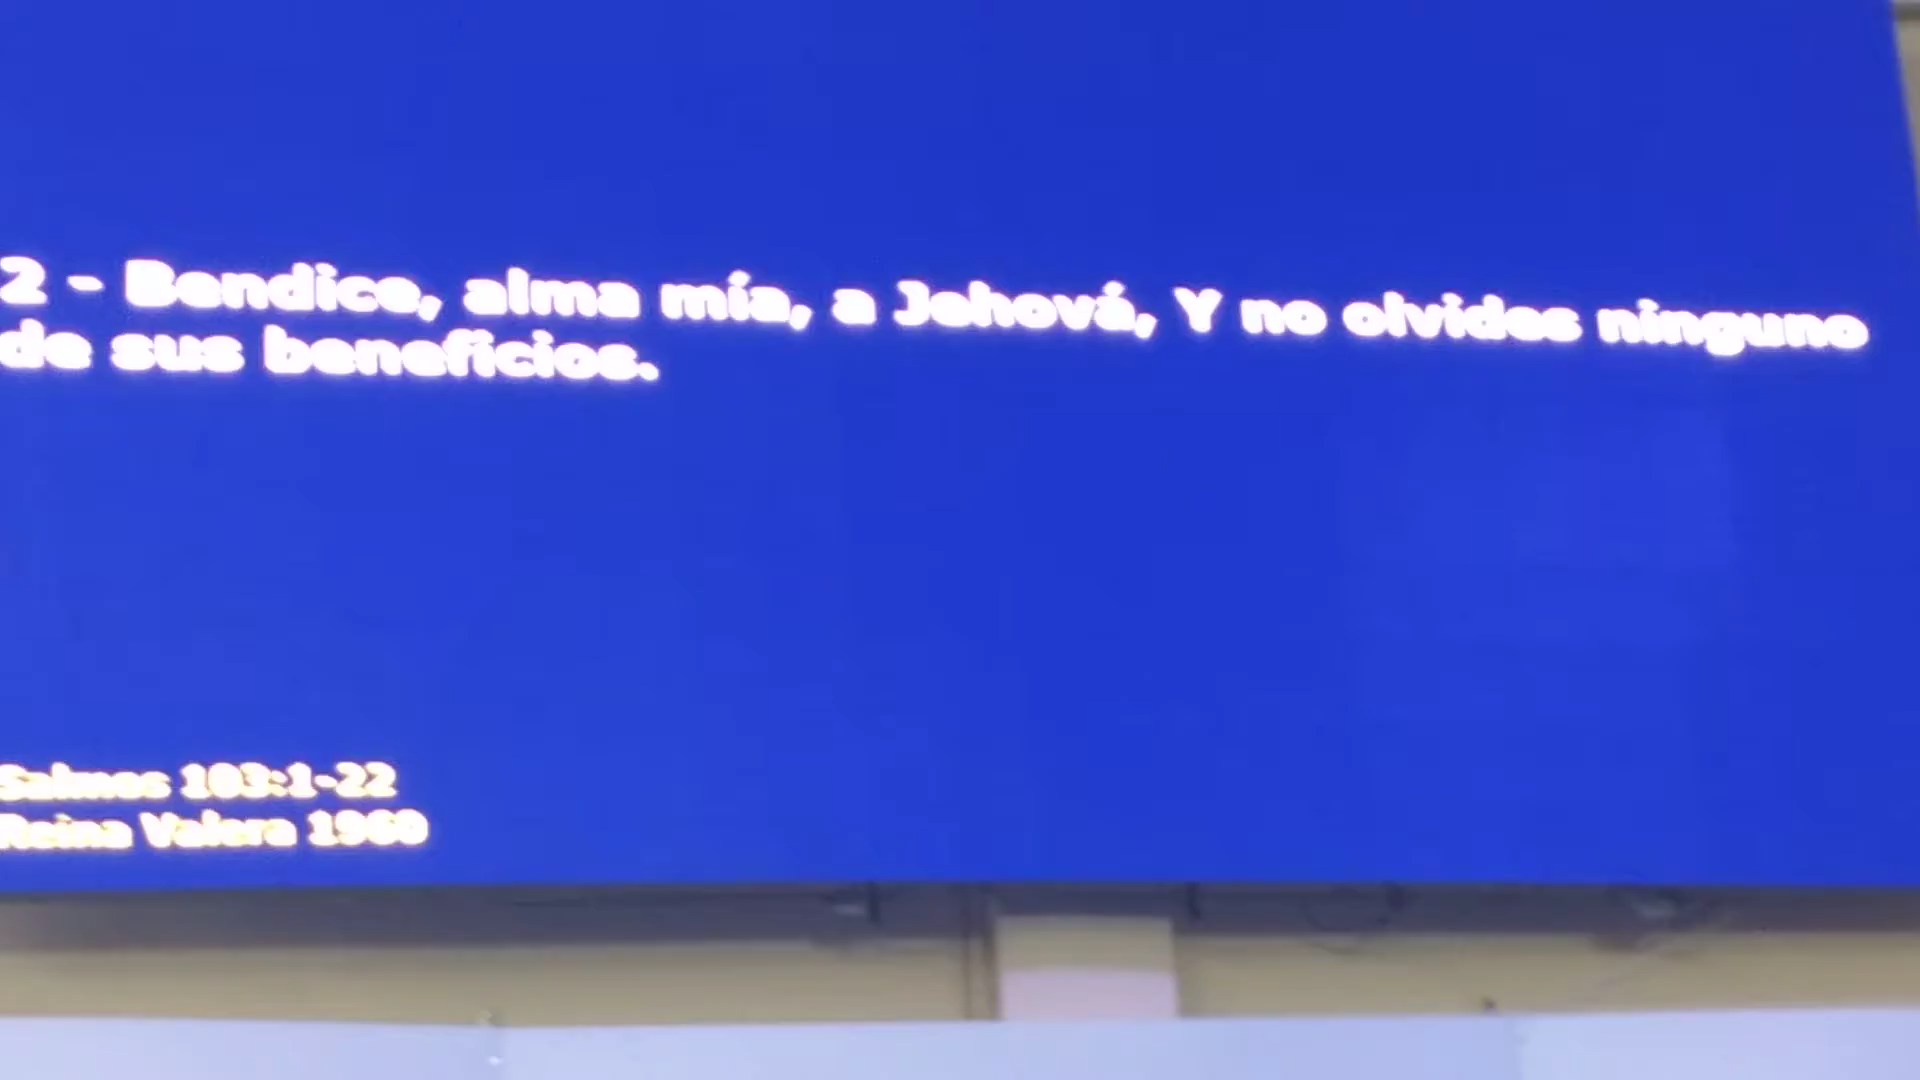 2 - Bendice, alma mía, a Jehová, Y no olvides ninguno
de sus beneficios.
Salmos 103:1-22
Reina Valera 1960